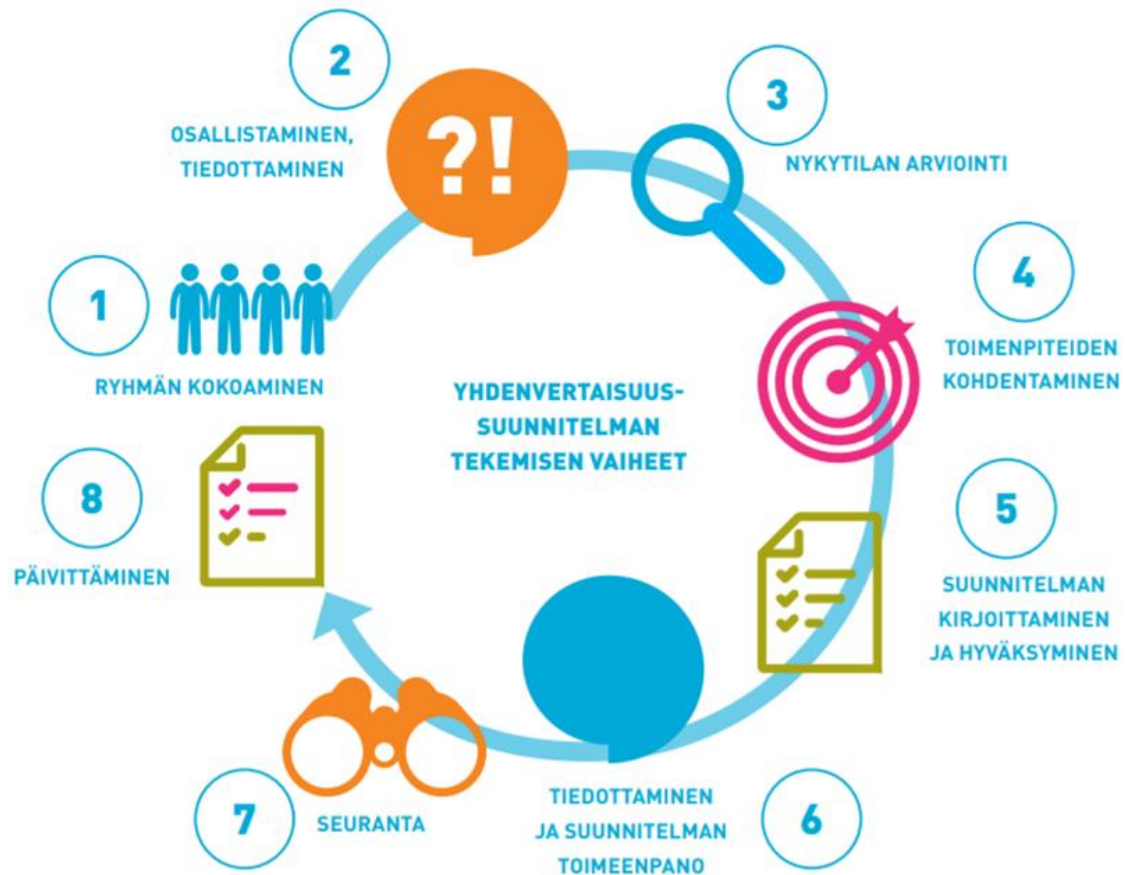 1
RYHMÄN KOKOAMINEN
2
OSALLISTAMINEN,
TIEDOTTAMINEN
?!
3
NYKYTILAN ARVIOINTI
4
TOIMENPITEIDEN
KOHDENTAMINEN
5
SUUNNITELMAN
KIRJOITTAMINEN
JA HYVÄKSYMINEN
6
TIEDOTTAMINEN
JA SUUNNITELMAN
TOIMEENPANO
7
SEURANTA
8
PÄIVITTÄMINEN
YHDENVERTAISUUS-
SUUNNITELMAN
TEKEMISEN VAIHEET